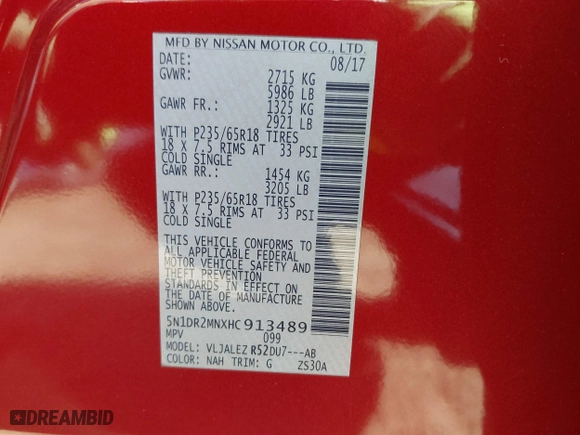 MFD BY NISSAN MOTOR CO., LTD.
DATE: 08/17
GVWR: 2715 KG
5986 LB
GAWR FR.: 1325 KG
2921 LB
WITH P235/65R18 TIRES
18 X 7.5 RIMS AT 33 PSI
COLD SINGLE
GAWR RR.: 1454 KG
3205 LB
WITH P235/65R18 TIRES
18 X 7.5 RIMS AT 33 PSI
COLD SINGLE
THIS VEHICLE CONFORMS TO
ALL APPLICABLE FEDERAL
MOTOR VEHICLE SAFETY AND
THEFT PREVENTION
STANDARDS IN EFFECT ON
THE DATE OF MANUFACTURE
SHOWN ABOVE.
5N1DR2MNXHC913489
MPV 099
MODEL: VLJALEZ R52DU7---AB
COLOR: NAH TRIM: G ZS30A
DREAMBID